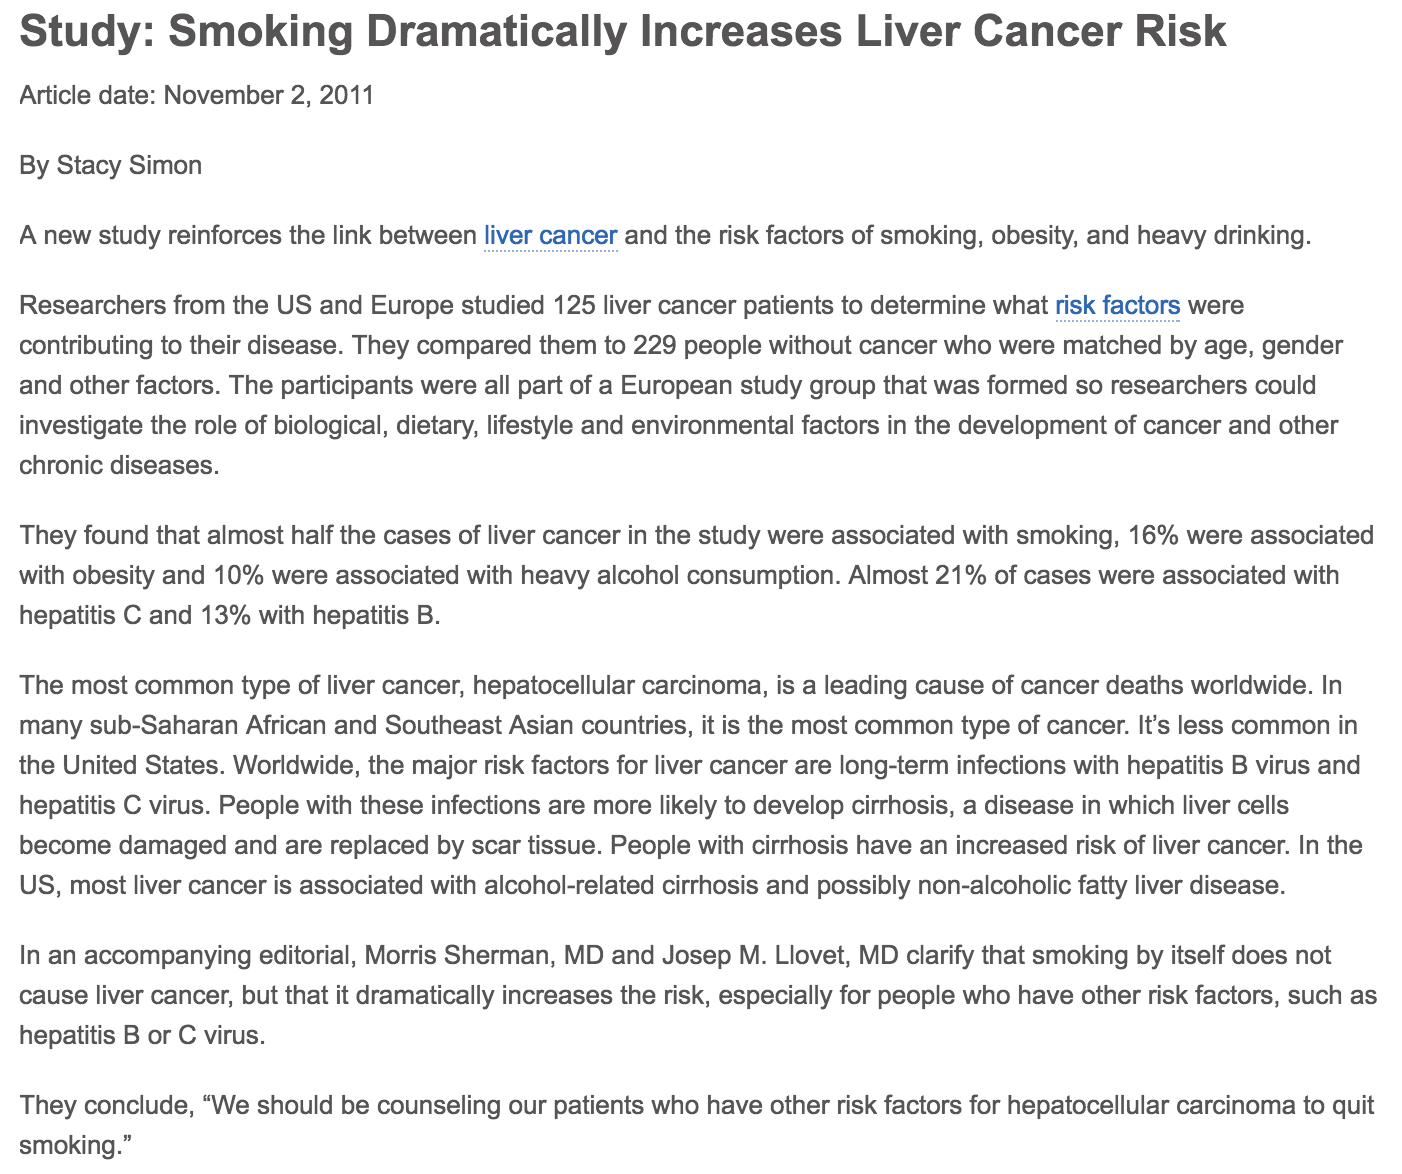 Study: Smoking Dramatically Increases Liver Cancer Risk
Article date: November 2, 2011
By Stacy Simon
A new study reinforces the link between liver cancer and the risk factors of smoking, obesity, and heavy drinking.
Researchers from the US and Europe studied 125 liver cancer patients to determine what risk factors were
contributing to their disease. They compared them to 229 people without cancer who were matched by age, gender
and other factors. The participants were all part of a European study group that was formed so researchers could
investigate the role of biological, dietary, lifestyle and environmental factors in the development of cancer and other
chronic diseases.
They found that almost half the cases of liver cancer in the study were associated with smoking, 16% were associated
with obesity and 10% were associated with heavy alcohol consumption. Almost 21% of cases were associated with
hepatitis C and 13% with hepatitis B.
The most common type of liver cancer, hepatocellular carcinoma, is a leading cause of cancer deaths worldwide. In
many sub-Saharan African and Southeast Asian countries, it is the most common type of cancer. It’s less common in
the United States. Worldwide, the major risk factors for liver cancer are long-term infections with hepatitis B virus and
hepatitis C virus. People with these infections are more likely to develop cirrhosis, a disease in which liver cells
become damaged and are replaced by scar tissue. People with cirrhosis have an increased risk of liver cancer. In the
US, most liver cancer is associated with alcohol-related cirrhosis and possibly non-alcoholic fatty liver disease.
In an accompanying editorial, Morris Sherman, MD and Josep M. Llovet, MD clarify that smoking by itself does not
cause liver cancer, but that it dramatically increases the risk, especially for people who have other risk factors, such as
hepatitis B or C virus.
They conclude, “We should be counseling our patients who have other risk factors for hepatocellular carcinoma to quit
smoking.”